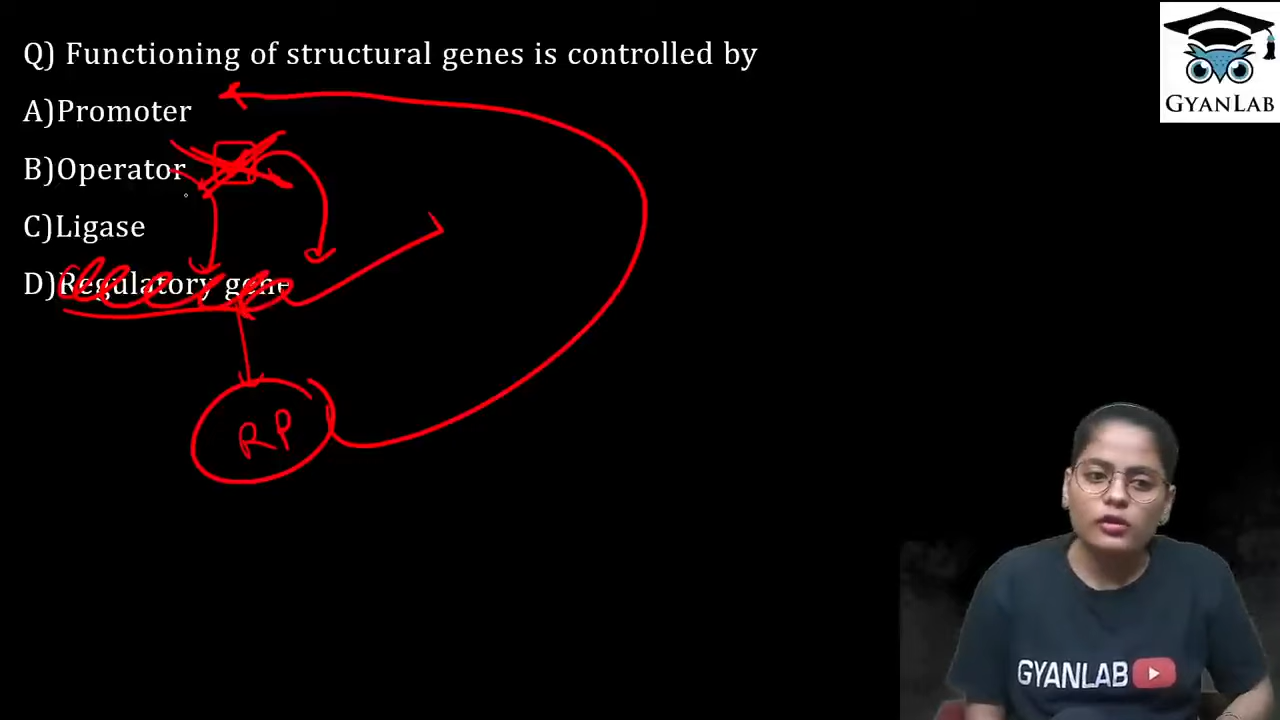 Q) Functioning of structural genes is controlled by
A)Promoter
B)Operator
C)Ligase
D)Regulatory gene
RP
GYANLAB
GYANLAB